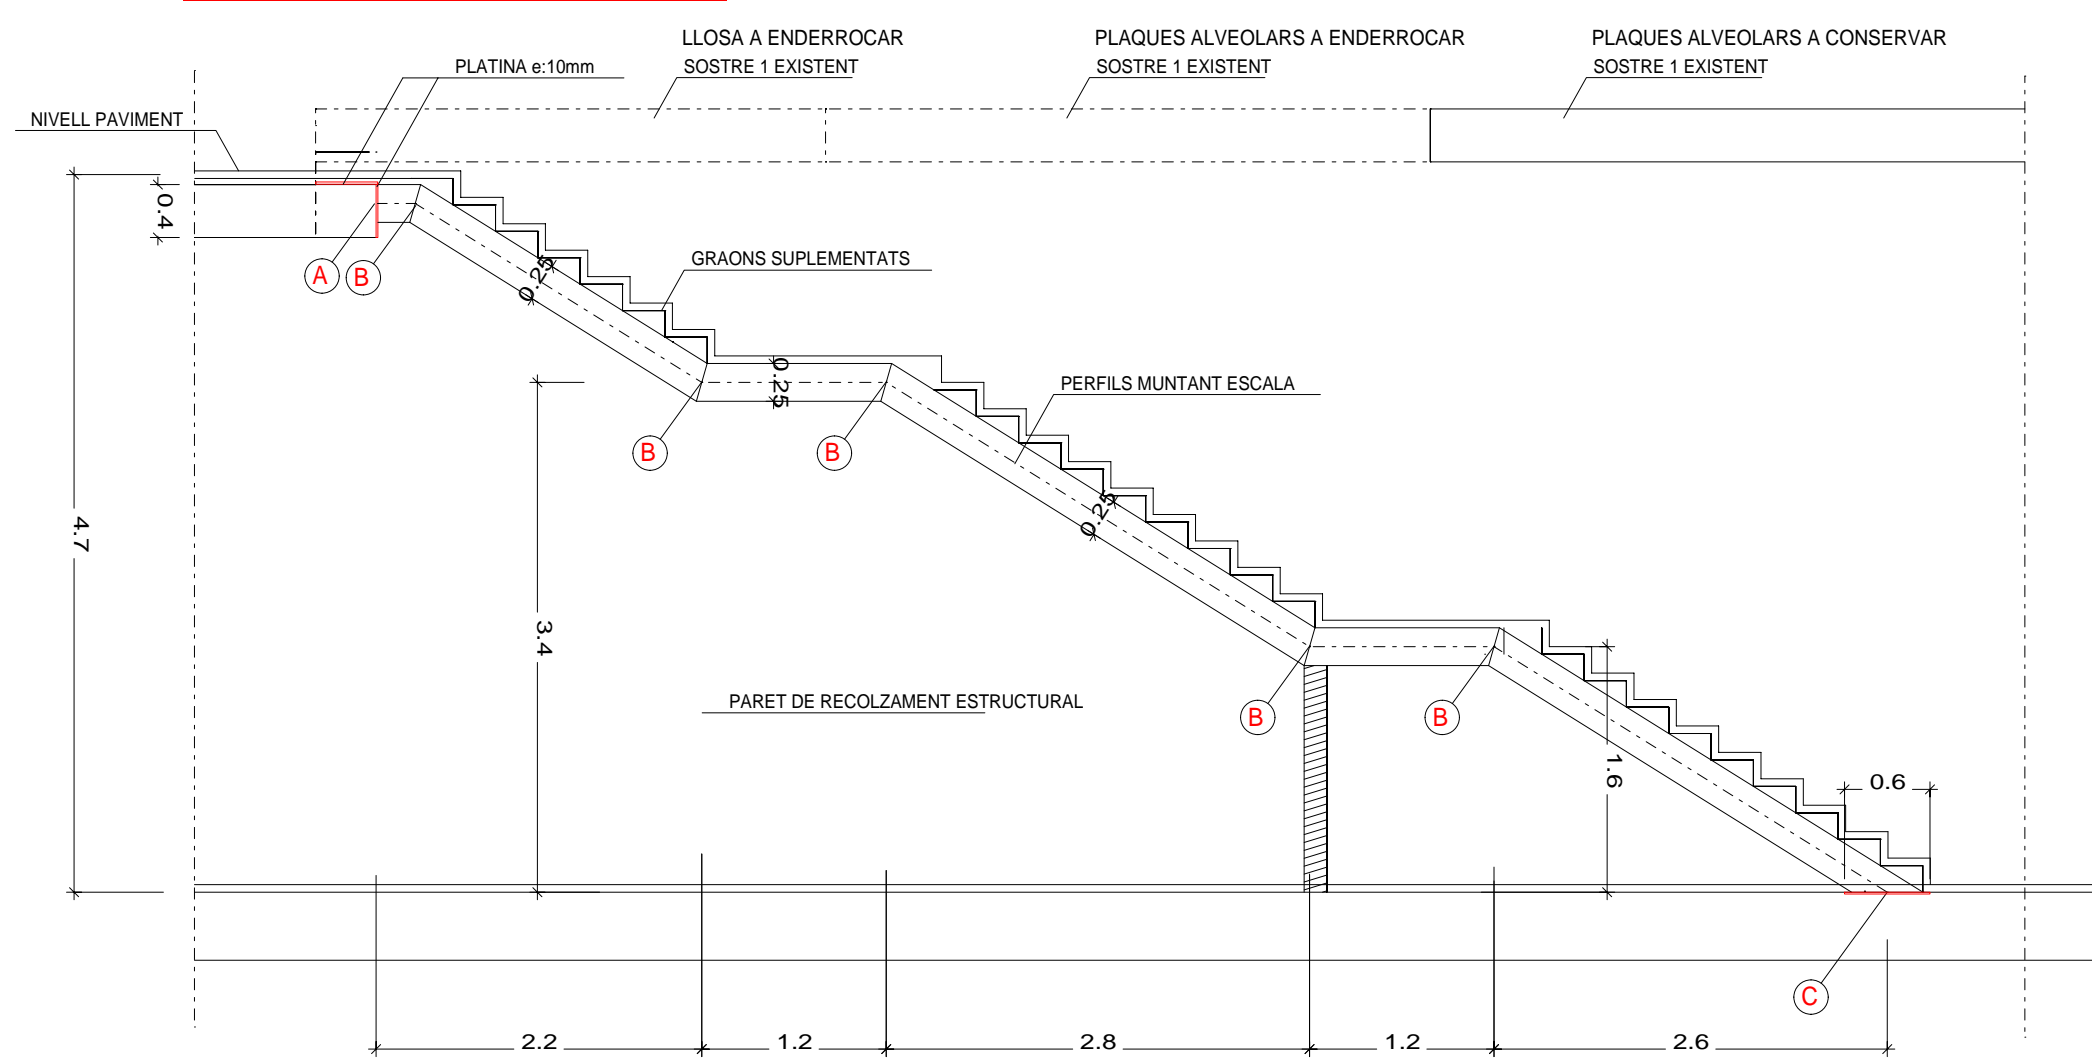 LLOSA A ENDERROCAR
SOSTRE 1 EXISTENT
PLAQUES ALVEOLARS A ENDERROCAR
SOSTRE 1 EXISTENT
PLAQUES ALVEOLARS A CONSERVAR
SOSTRE 1 EXISTENT
PLATINA e:10mm
NIVELL PAVIMENT
0.4
A
B
GRAONS SUPLEMENTATS
0.25
0.25
PERFILS MUNTANT ESCALA
B
B
0.25
4.7
3.4
PARET DE RECOLZAMENT ESTRUCTURAL
B
B
1.6
0.6
C
2.2
1.2
2.8
1.2
2.6